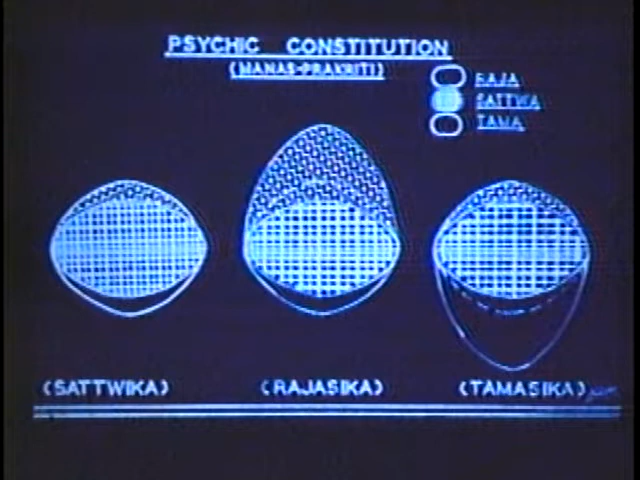 PSYCHIC CONSTITUTION
(MANAS-PRAKRITI)
RAJA
SATTWA
TAMA
(SATTWIKA) (RAJASIKA) (TAMASIKA)